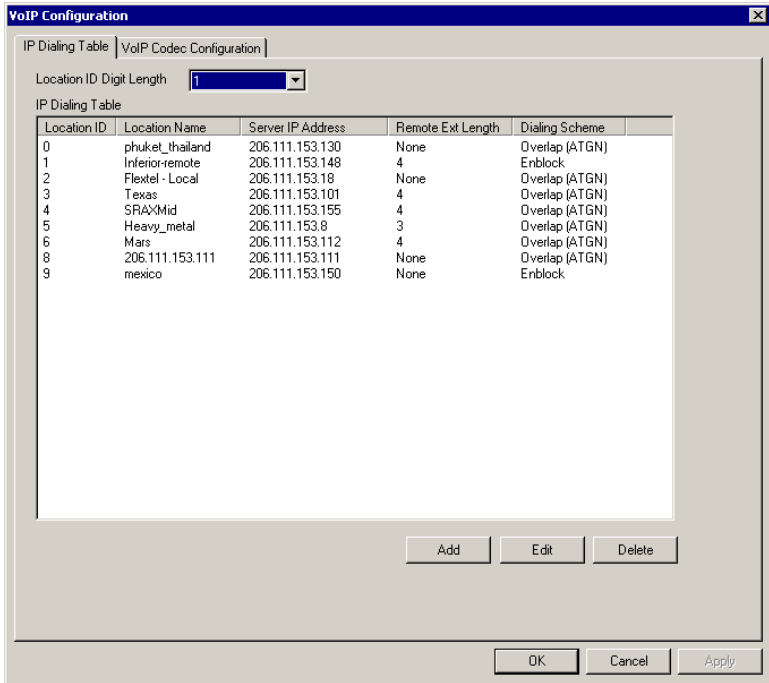 VoIP Configuration
IP Dialing Table VoIP Codec Configuration
Location ID Digit Length 1
IP Dialing Table
Location ID Location Name Server IP Address Remote Ext Length Dialing Scheme
0 phuket_thailand 206.111.153.130 None Overlap (ATGN)
1 Inferior-remote 206.111.153.148 4 Enblock
2 Flextel - Local 206.111.153.18 None Overlap (ATGN)
3 Texas 206.111.153.101 4 Overlap (ATGN)
4 SRAXMid 206.111.153.155 4 Overlap (ATGN)
5 Heavy_metal 206.111.153.8 3 Overlap (ATGN)
6 Mars 206.111.153.112 4 Overlap (ATGN)
8 206.111.153.111 206.111.153.111 None Overlap (ATGN)
9 mexico 206.111.153.150 None Enblock
Add Edit Delete
OK Cancel Apply